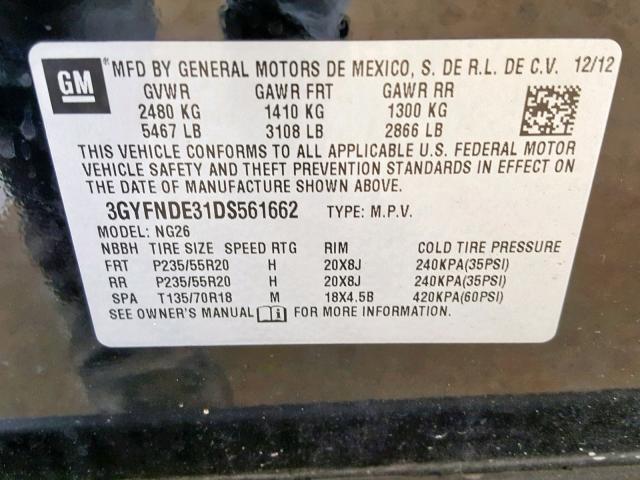 GM ® MFD BY GENERAL MOTORS DE MEXICO, S. DE R.L. DE C.V. 12/12
GVWR GAWR FRT GAWR RR
2480 KG 1410 KG 1300 KG
5467 LB 3108 LB 2866 LB
THIS VEHICLE CONFORMS TO ALL APPLICABLE U.S. FEDERAL MOTOR
VEHICLE SAFETY AND THEFT PREVENTION STANDARDS IN EFFECT ON
THE DATE OF MANUFACTURE SHOWN ABOVE.
3GYFNDE31DS561662 TYPE: M.P.V.
MODEL: NG26
NBBH TIRE SIZE SPEED RTG RIM COLD TIRE PRESSURE
FRT P235/55R20 H 20X8J 240KPA(35PSI)
RR P235/55R20 H 20X8J 240KPA(35PSI)
SPA T135/70R18 M 18X4.5B 420KPA(60PSI)
SEE OWNER'S MANUAL FOR MORE INFORMATION.